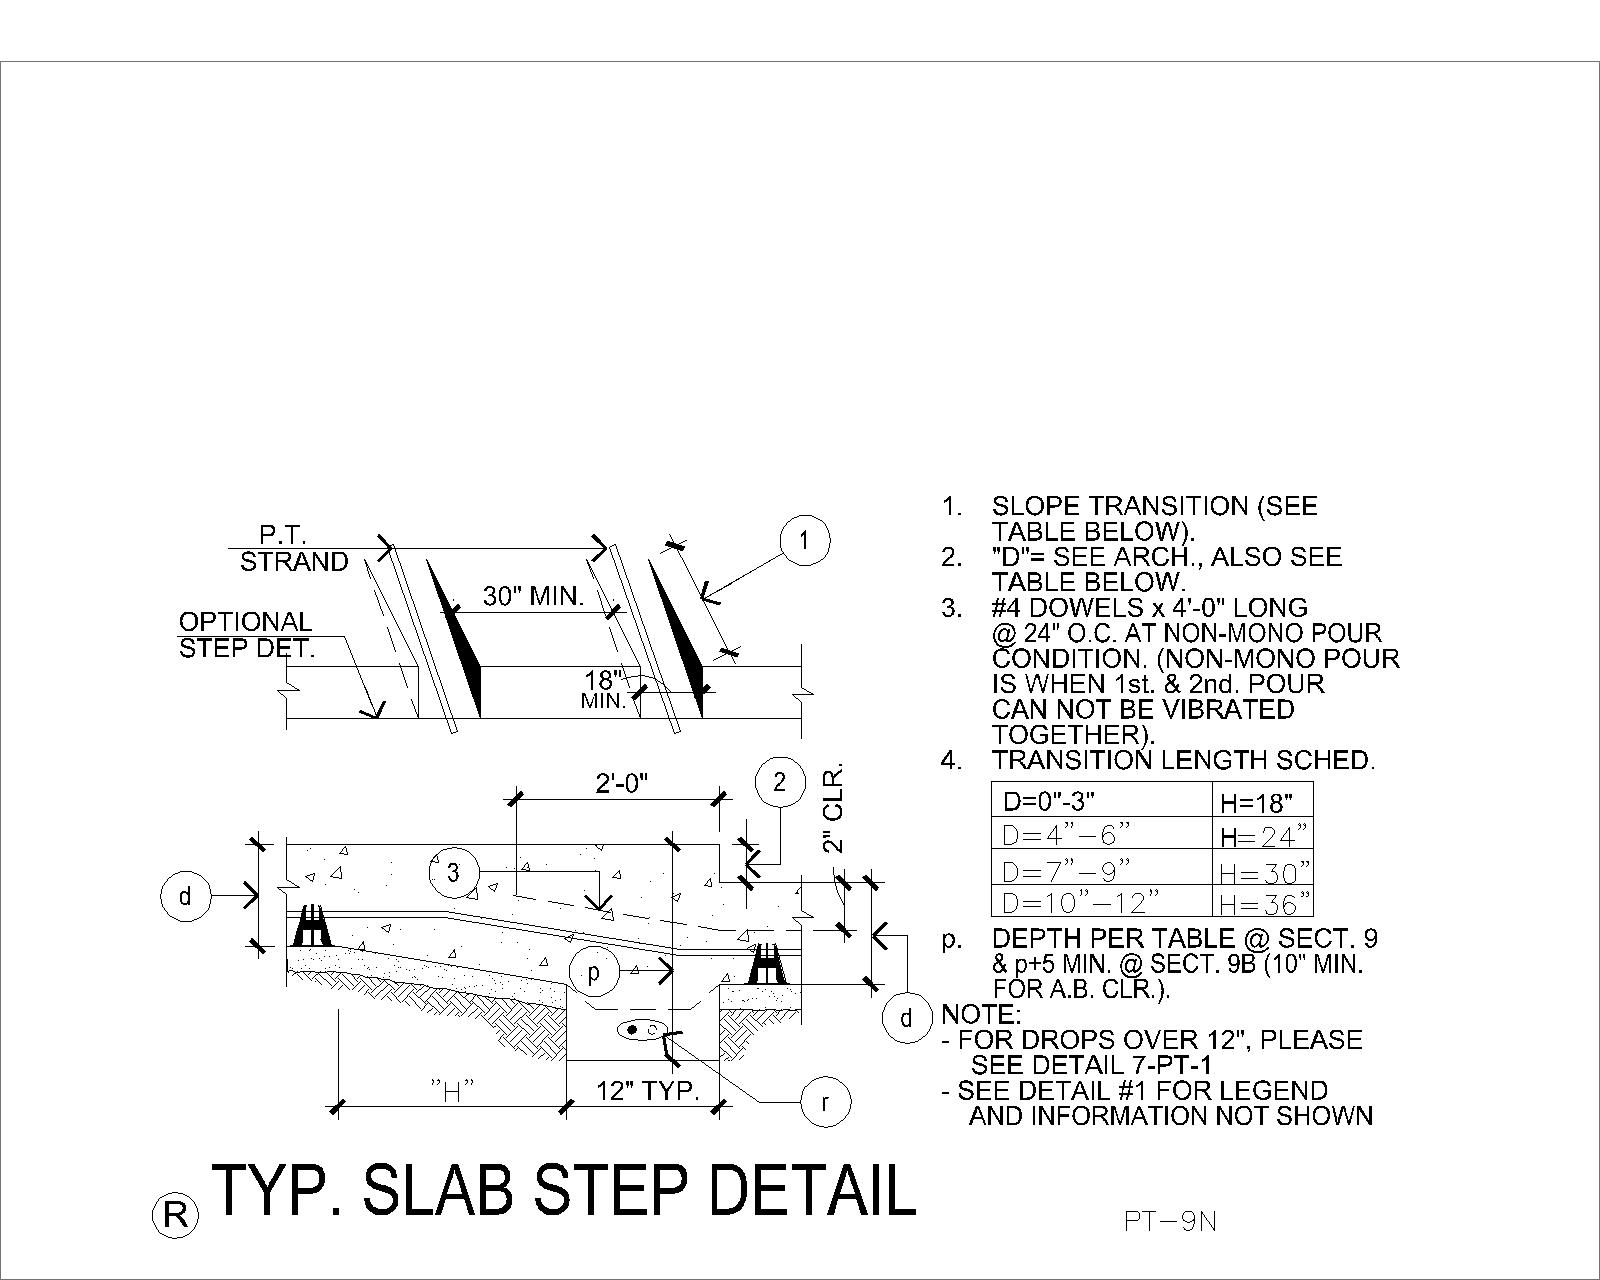 P.T.
STRAND
OPTIONAL
STEP DET.
30" MIN.
18"
MIN.
1
2'-0"
2
2" CLR.
3
d
p
d
r
"H"
12" TYP.
1. SLOPE TRANSITION (SEE
TABLE BELOW).
2. "D"= SEE ARCH., ALSO SEE
TABLE BELOW.
3. #4 DOWELS x 4'-0" LONG
@ 24" O.C. AT NON-MONO POUR
CONDITION. (NON-MONO POUR
IS WHEN 1st. & 2nd. POUR
CAN NOT BE VIBRATED
TOGETHER).
4. TRANSITION LENGTH SCHED.
D=0"-3" H=18"
D=4"-6" H=24"
D=7"-9" H=30"
D=10"-12" H=36"
p. DEPTH PER TABLE @ SECT. 9
& p+5 MIN. @ SECT. 9B (10" MIN.
FOR A.B. CLR.).
NOTE:
- FOR DROPS OVER 12", PLEASE
SEE DETAIL 7-PT-1
- SEE DETAIL #1 FOR LEGEND
AND INFORMATION NOT SHOWN
R TYP. SLAB STEP DETAIL
PT-9N